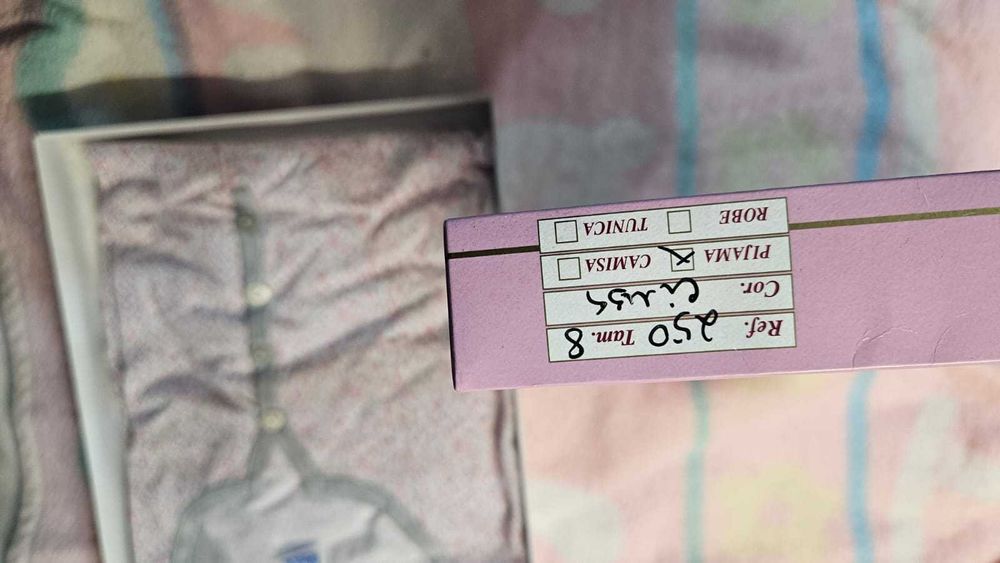 Ref. 250 Tam. 8
Cor. Cinza
PIJAMA CAMISA
ROBE TUNICA